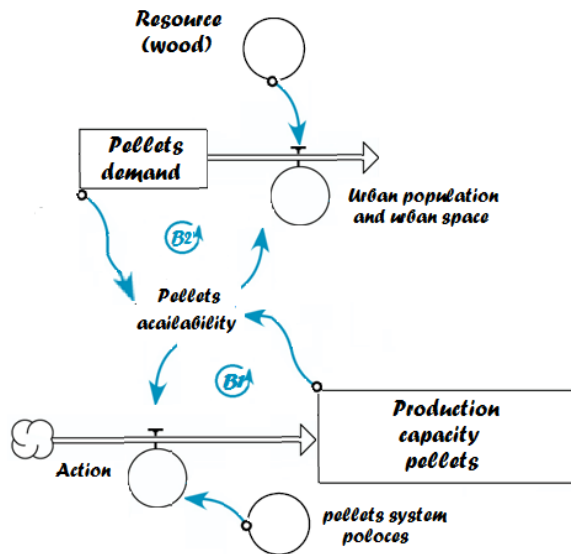 Resource
(wood)
Pellets
demand
Urban population
and urban space
B2
Pellets
acailability
B1
Production
capacity
pellets
Action
pellets system
poloces